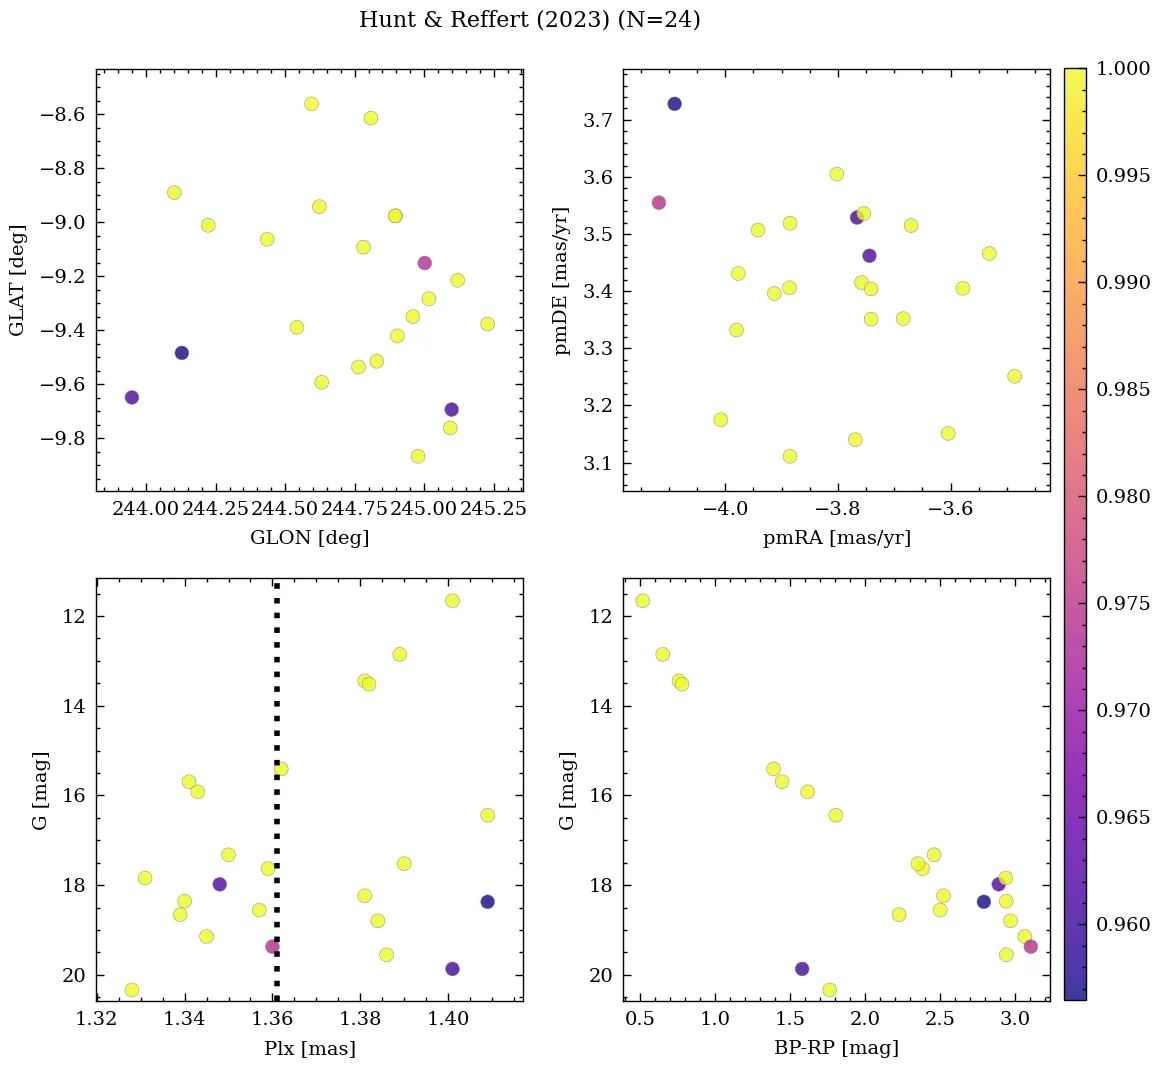 Hunt & Reffert (2023) (N=24)
−8.6
−8.8
−9.0
−9.2
−9.4
−9.6
−9.8
GLAT [deg]
244.00 244.25 244.50 244.75 245.00 245.25
GLON [deg]
3.7
3.6
3.5
3.4
3.3
3.2
3.1
pmDE [mas/yr]
−4.0 −3.8 −3.6
pmRA [mas/yr]
12
14
16
18
20
G [mag]
1.32 1.34 1.36 1.38 1.40
Plx [mas]
12
14
16
18
20
G [mag]
0.5 1.0 1.5 2.0 2.5 3.0
BP-RP [mag]
1.000
0.995
0.990
0.985
0.980
0.975
0.970
0.965
0.960